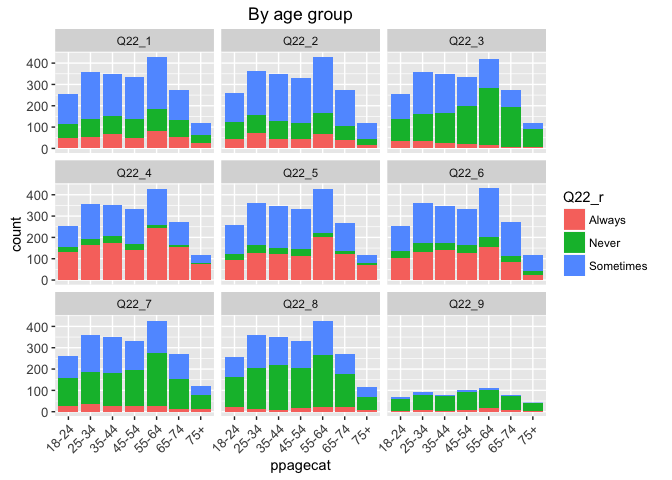 By age group
Q22_1 Q22_2 Q22_3
400
300
200
100
0
Q22_4 Q22_5 Q22_6
400
300
200
100
0
Q22_7 Q22_8 Q22_9
400
300
200
100
0
count
18-24 25-34 35-44 45-54 55-64 65-74 75+ 18-24 25-34 35-44 45-54 55-64 65-74 75+ 18-24 25-34 35-44 45-54 55-64 65-74 75+
ppagecat
Q22_r
Always
Never
Sometimes